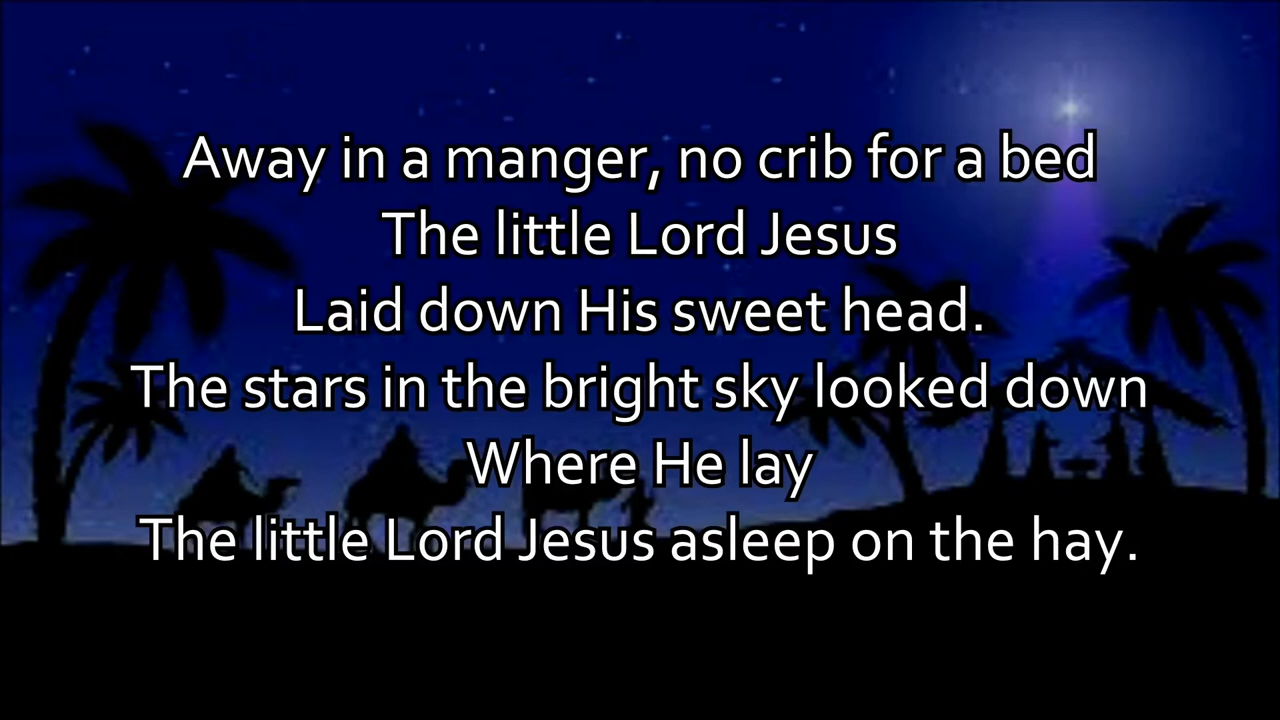 Away in a manger, no crib for a bed
The little Lord Jesus
Laid down His sweet head.
The stars in the bright sky looked down
Where He lay
The little Lord Jesus asleep on the hay.